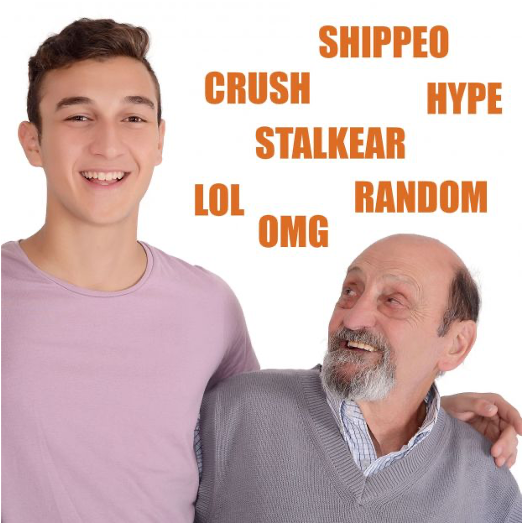 SHIPPEO
CRUSH
HYPE
STALKEAR
LOL
RANDOM
OMG